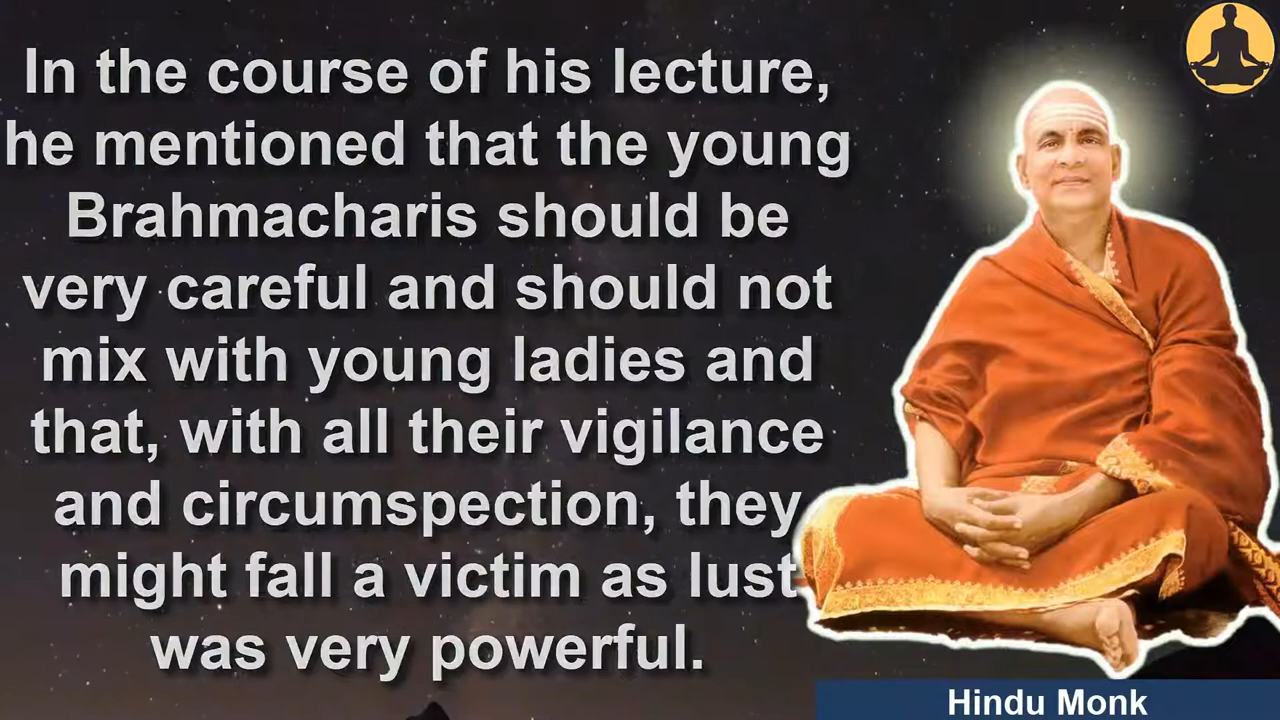 In the course of his lecture,
he mentioned that the young
Brahmacharis should be
very careful and should not
mix with young ladies and
that, with all their vigilance
and circumspection, they
might fall a victim as lust
was very powerful.
Hindu Monk